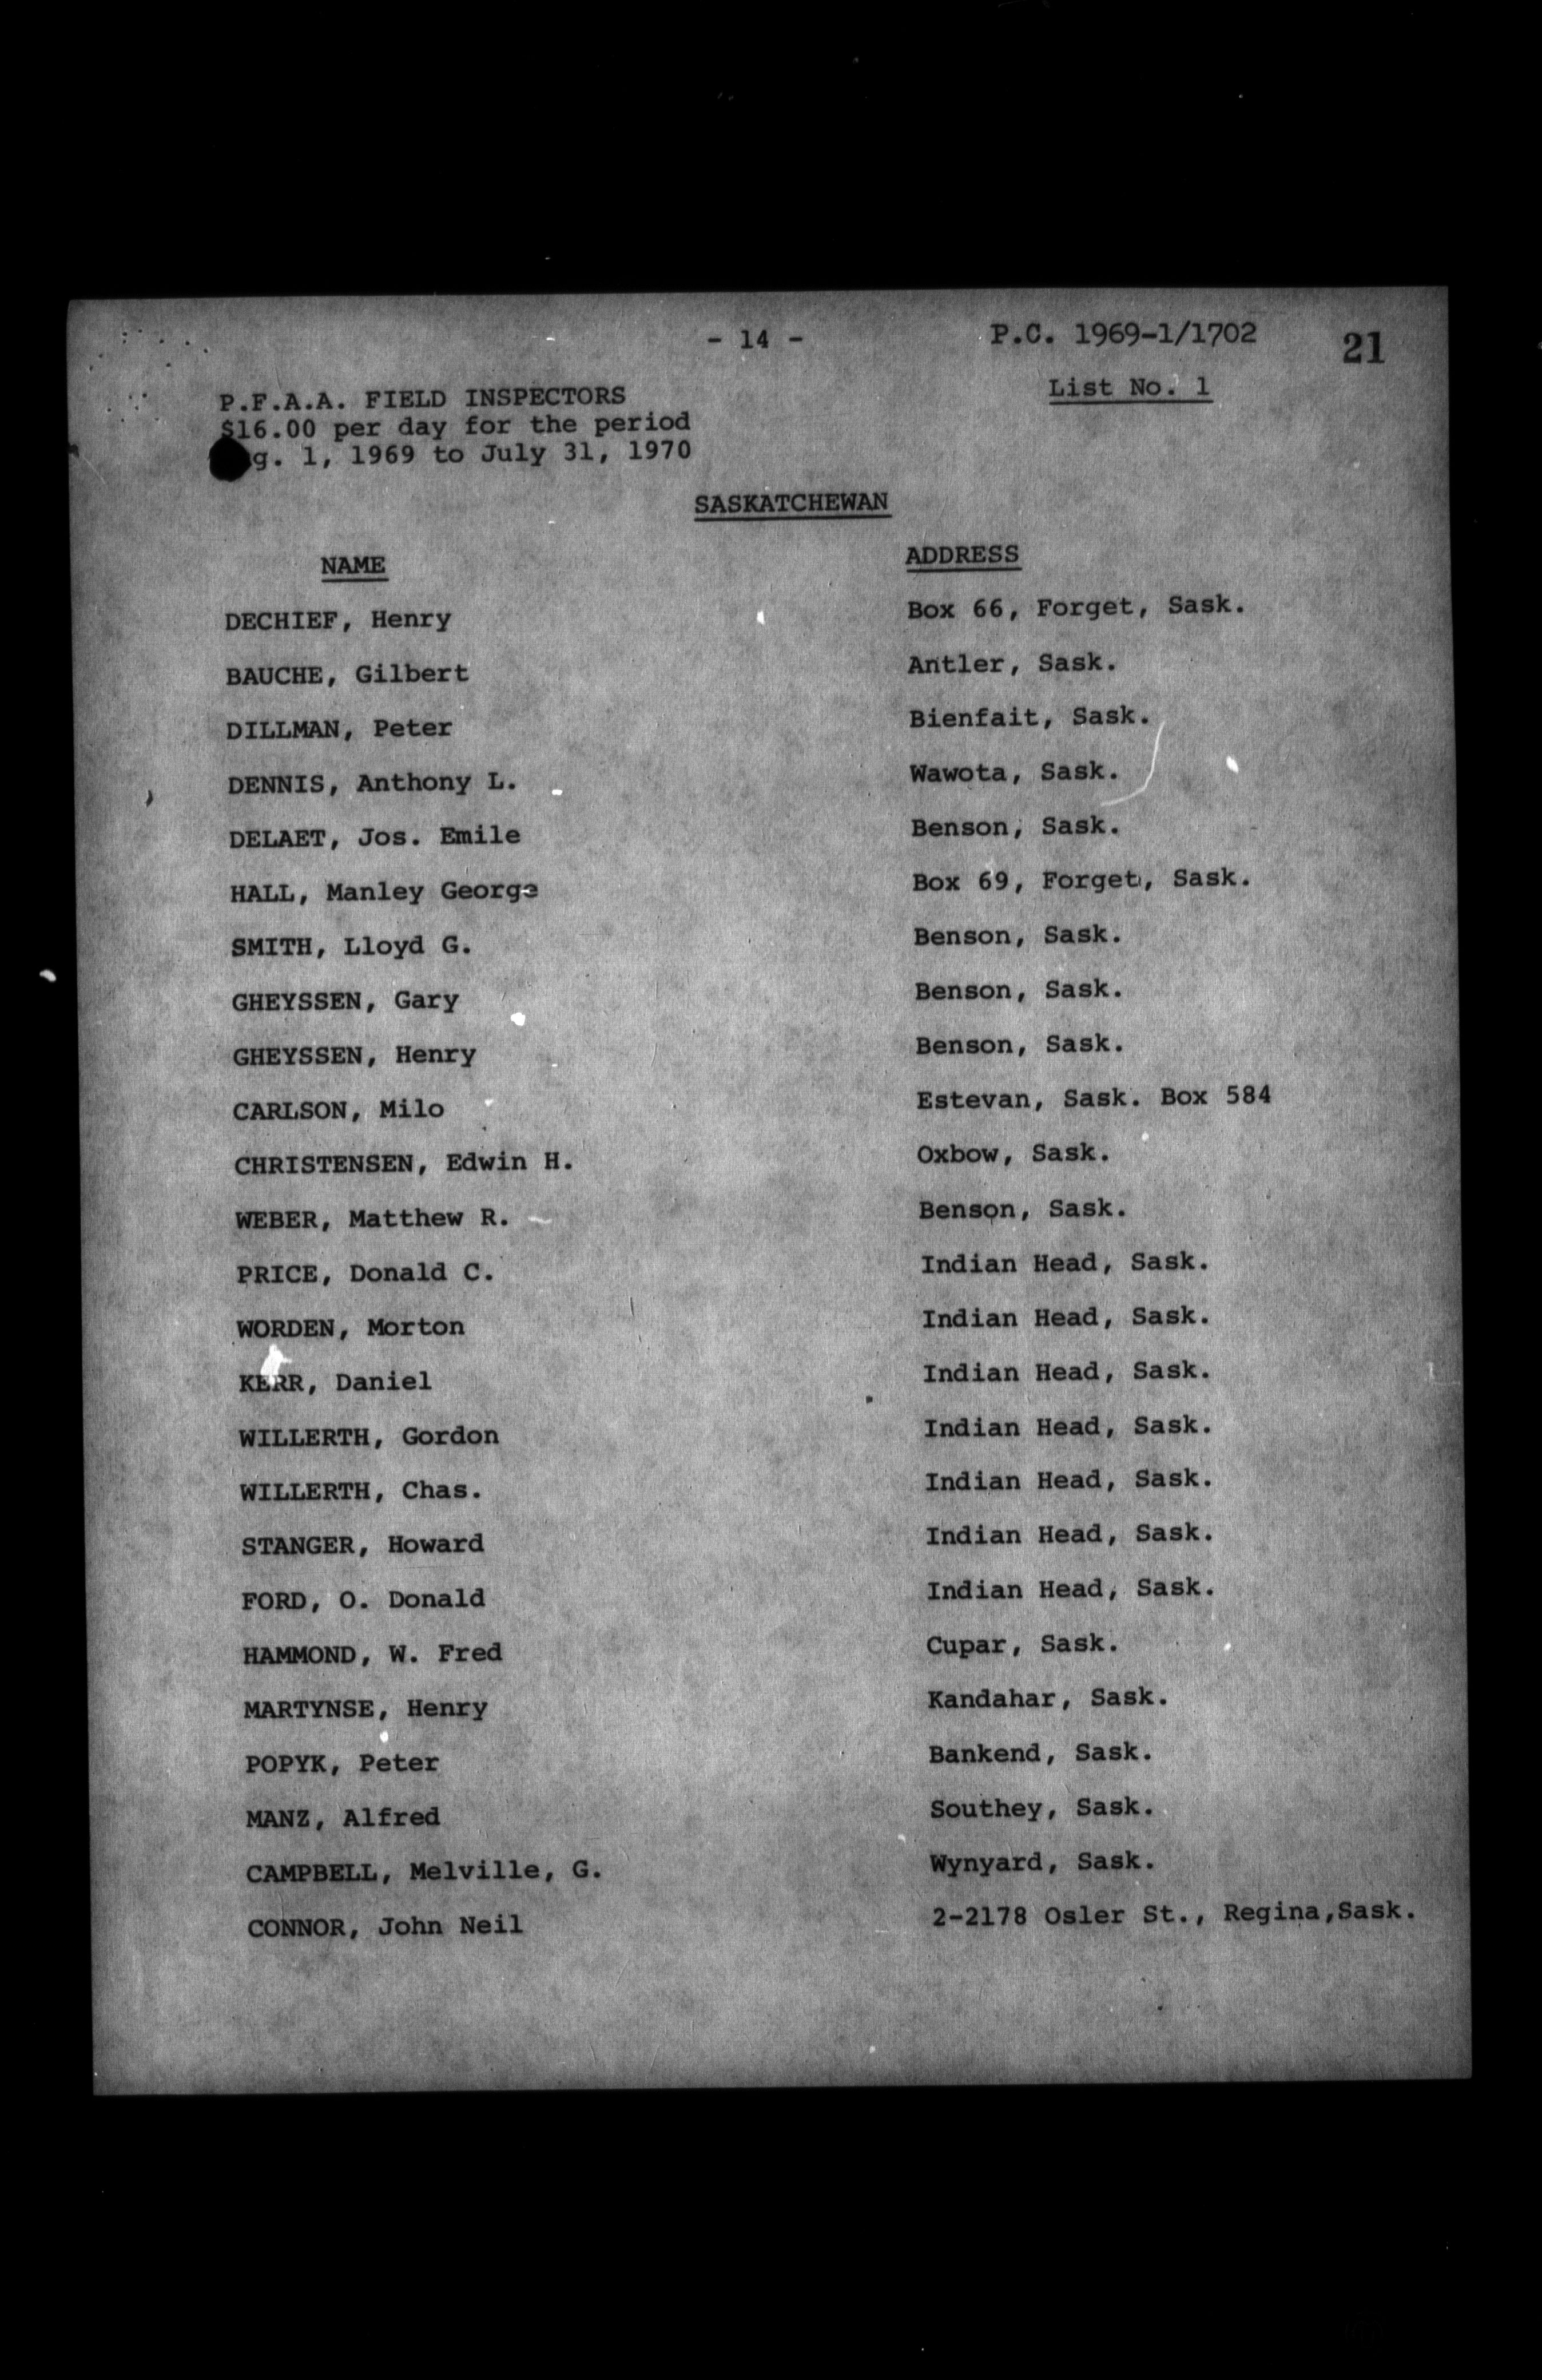 - 14 -
P.C. 1969-1/1702
21
List No. 1
P.F.A.A. FIELD INSPECTORS
$16.00 per day for the period
g. 1, 1969 to July 31, 1970
SASKATCHEWAN
NAME ADDRESS
DECHIEF, Henry Box 66, Forget, Sask.
BAUCHE, Gilbert Antler, Sask.
DILLMAN, Peter Bienfait, Sask.
DENNIS, Anthony L. Wawota, Sask.
DELAET, Jos. Emile Benson, Sask.
HALL, Manley George Box 69, Forget, Sask.
SMITH, Lloyd G. Benson, Sask.
GHEYSSEN, Gary Benson, Sask.
GHEYSSEN, Henry Benson, Sask.
CARLSON, Milo Estevan, Sask. Box 584
CHRISTENSEN, Edwin H. Oxbow, Sask.
WEBER, Matthew R. Benson, Sask.
PRICE, Donald C. Indian Head, Sask.
WORDEN, Morton Indian Head, Sask.
KERR, Daniel Indian Head, Sask.
WILLERTH, Gordon Indian Head, Sask.
WILLERTH, Chas. Indian Head, Sask.
STANGER, Howard Indian Head, Sask.
FORD, O. Donald Indian Head, Sask.
HAMMOND, W. Fred Cupar, Sask.
MARTYNSE, Henry Kandahar, Sask.
POPYK, Peter Bankend, Sask.
MANZ, Alfred Southey, Sask.
CAMPBELL, Melville, G. Wynyard, Sask.
CONNOR, John Neil 2-2178 Osler St., Regina,Sask.